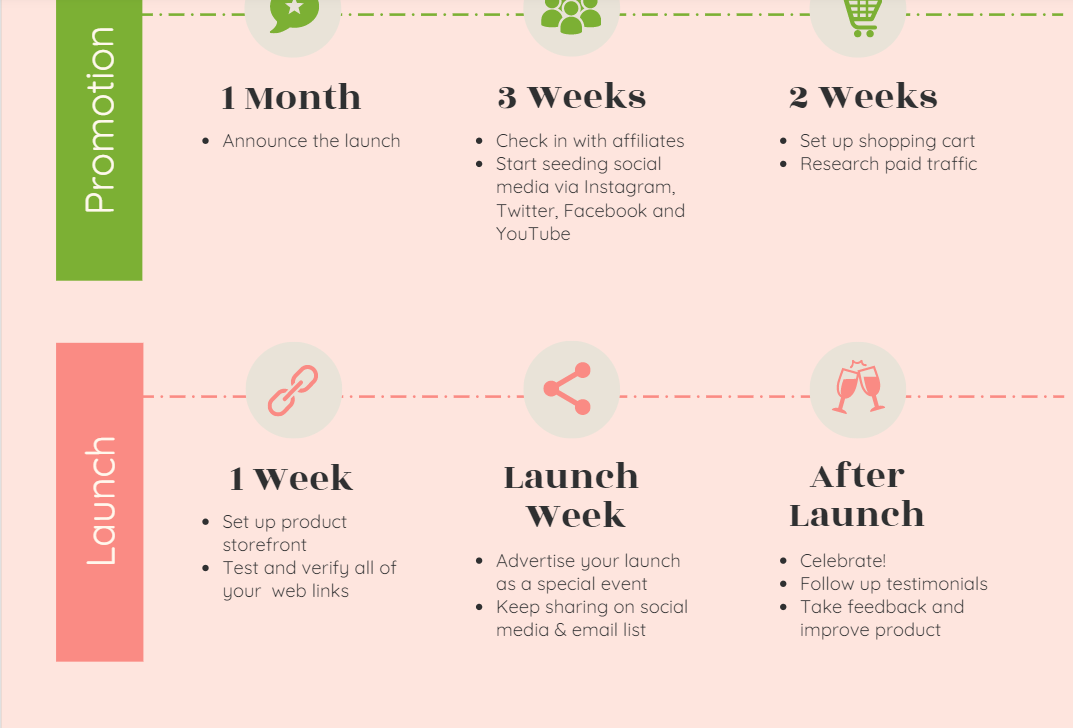 Promotion
1 Month
• Announce the launch
3 Weeks
• Check in with affiliates
• Start seeding social
media via Instagram,
Twitter, Facebook and
YouTube
2 Weeks
• Set up shopping cart
• Research paid traffic
Launch
1 Week
• Set up product
storefront
• Test and verify all of
your  web links
Launch
Week
• Advertise your launch
as a special event
• Keep sharing on social
media & email list
After
Launch
• Celebrate!
• Follow up testimonials
• Take feedback and
improve product